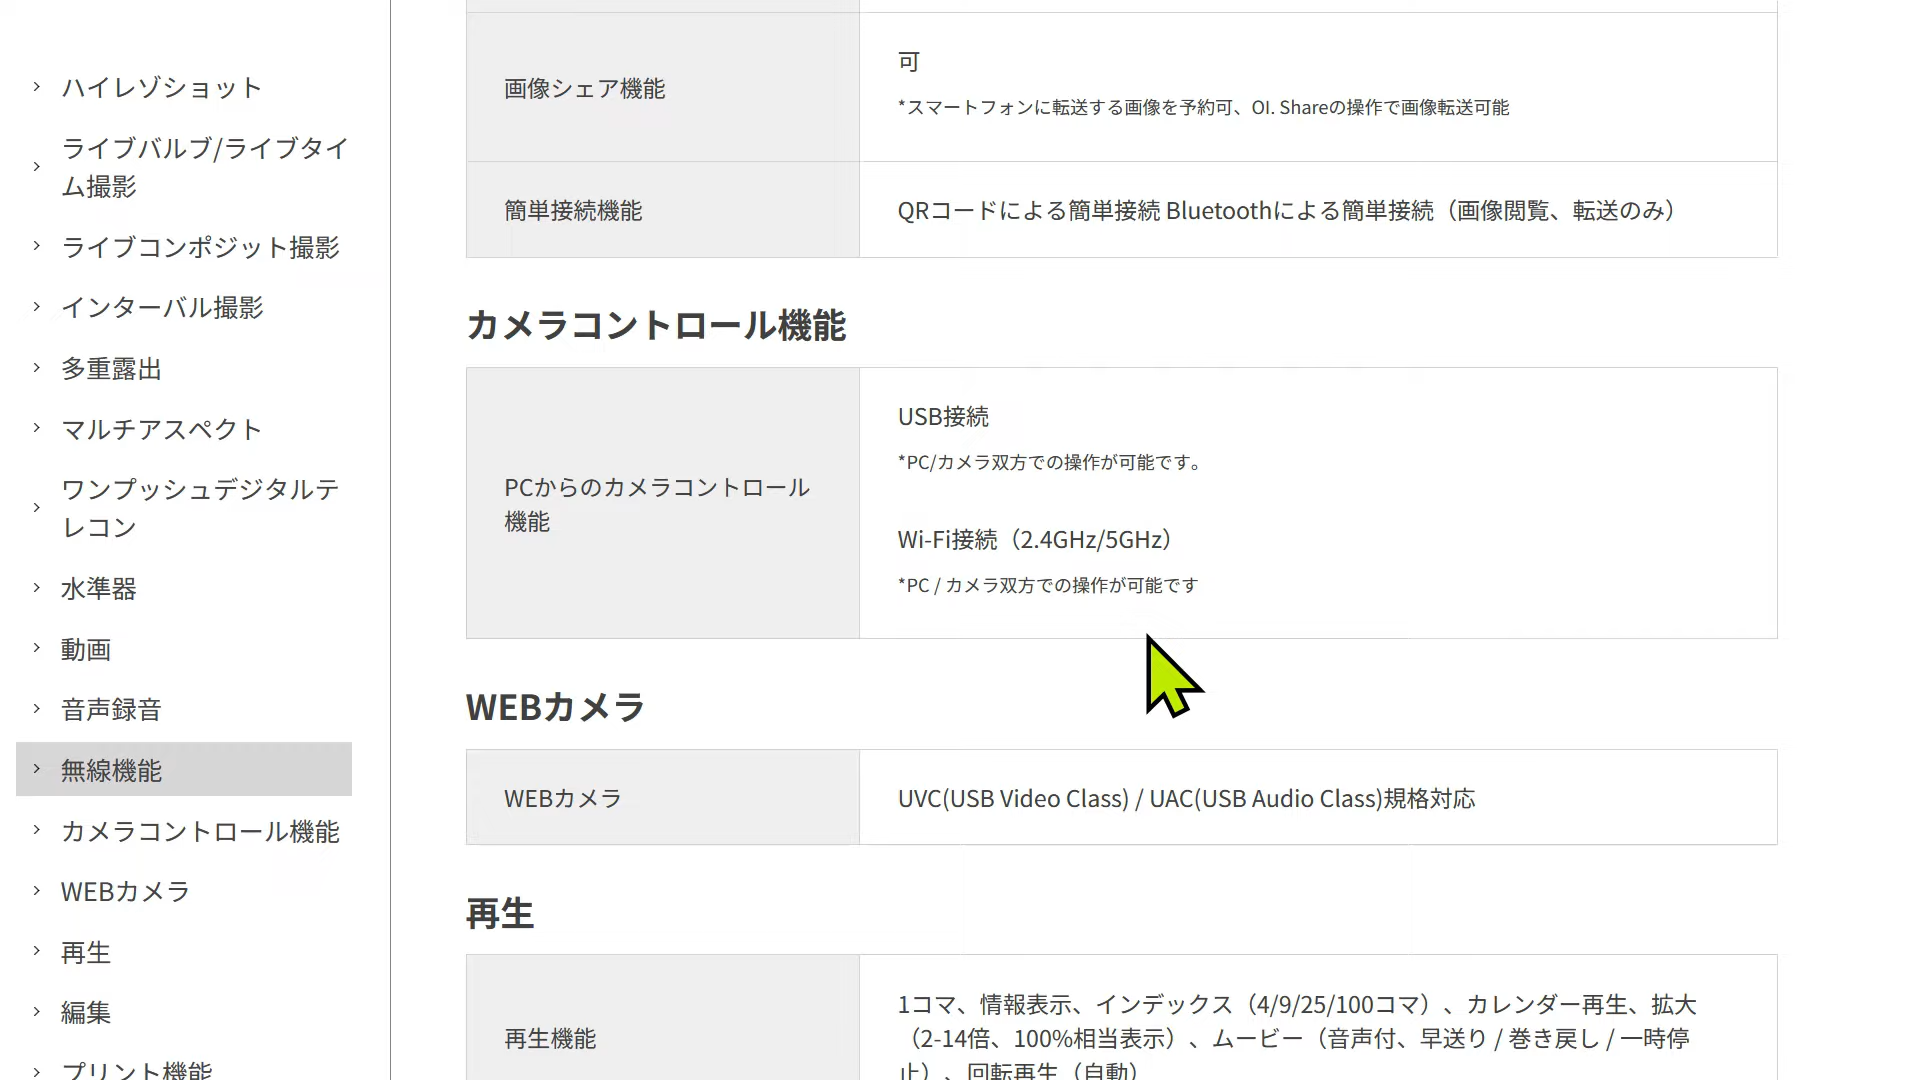 ハイレゾショット
ライブバルブ/ライブタイ
ム撮影
ライブコンポジット撮影
インターバル撮影
多重露出
マルチアスペクト
ワンプッシュデジタルテ
レコン
水準器
動画
音声録音
無線機能
カメラコントロール機能
WEBカメラ
再生
編集
プリント機能
画像シェア機能
可
*スマートフォンに転送する画像を予約可、OI. Shareの操作で画像転送可能
簡単接続機能
QRコードによる簡単接続 Bluetoothによる簡単接続（画像閲覧、転送のみ）
カメラコントロール機能
PCからのカメラコントロール
機能
USB接続
*PC/カメラ双方での操作が可能です。
Wi-Fi接続（2.4GHz/5GHz）
*PC / カメラ双方での操作が可能です
WEBカメラ
WEBカメラ
UVC(USB Video Class) / UAC(USB Audio Class)規格対応
再生
再生機能
1コマ、情報表示、インデックス（4/9/25/100コマ）、カレンダー再生、拡大
（2-14倍、100%相当表示）、ムービー（音声付、早送り / 巻き戻し / 一時停
止）、回転再生（自動）